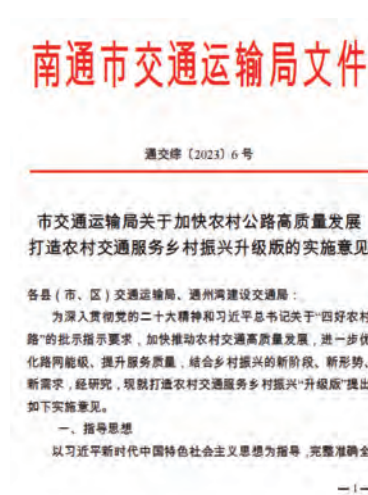 南通市交通运输局文件
通交综〔2023〕6号
市交通运输局关于加快农村公路高质量发展
打造农村交通服务乡村振兴升级版的实施意见
各县（市、区）交通运输局、通州湾建设交通局：
为深入贯彻党的二十大精神和习近平总书记关于“四好农村
路”的批示指示要求，加快推动农村交通高质量发展，进一步优
化路网能级、提升服务质量，结合乡村振兴的新阶段、新形势、
新需求，经研究，现就打造农村交通服务乡村振兴“升级版”提出
如下实施意见。
一、指导思想
以习近平新时代中国特色社会主义思想为指导，完整准确全
—1—